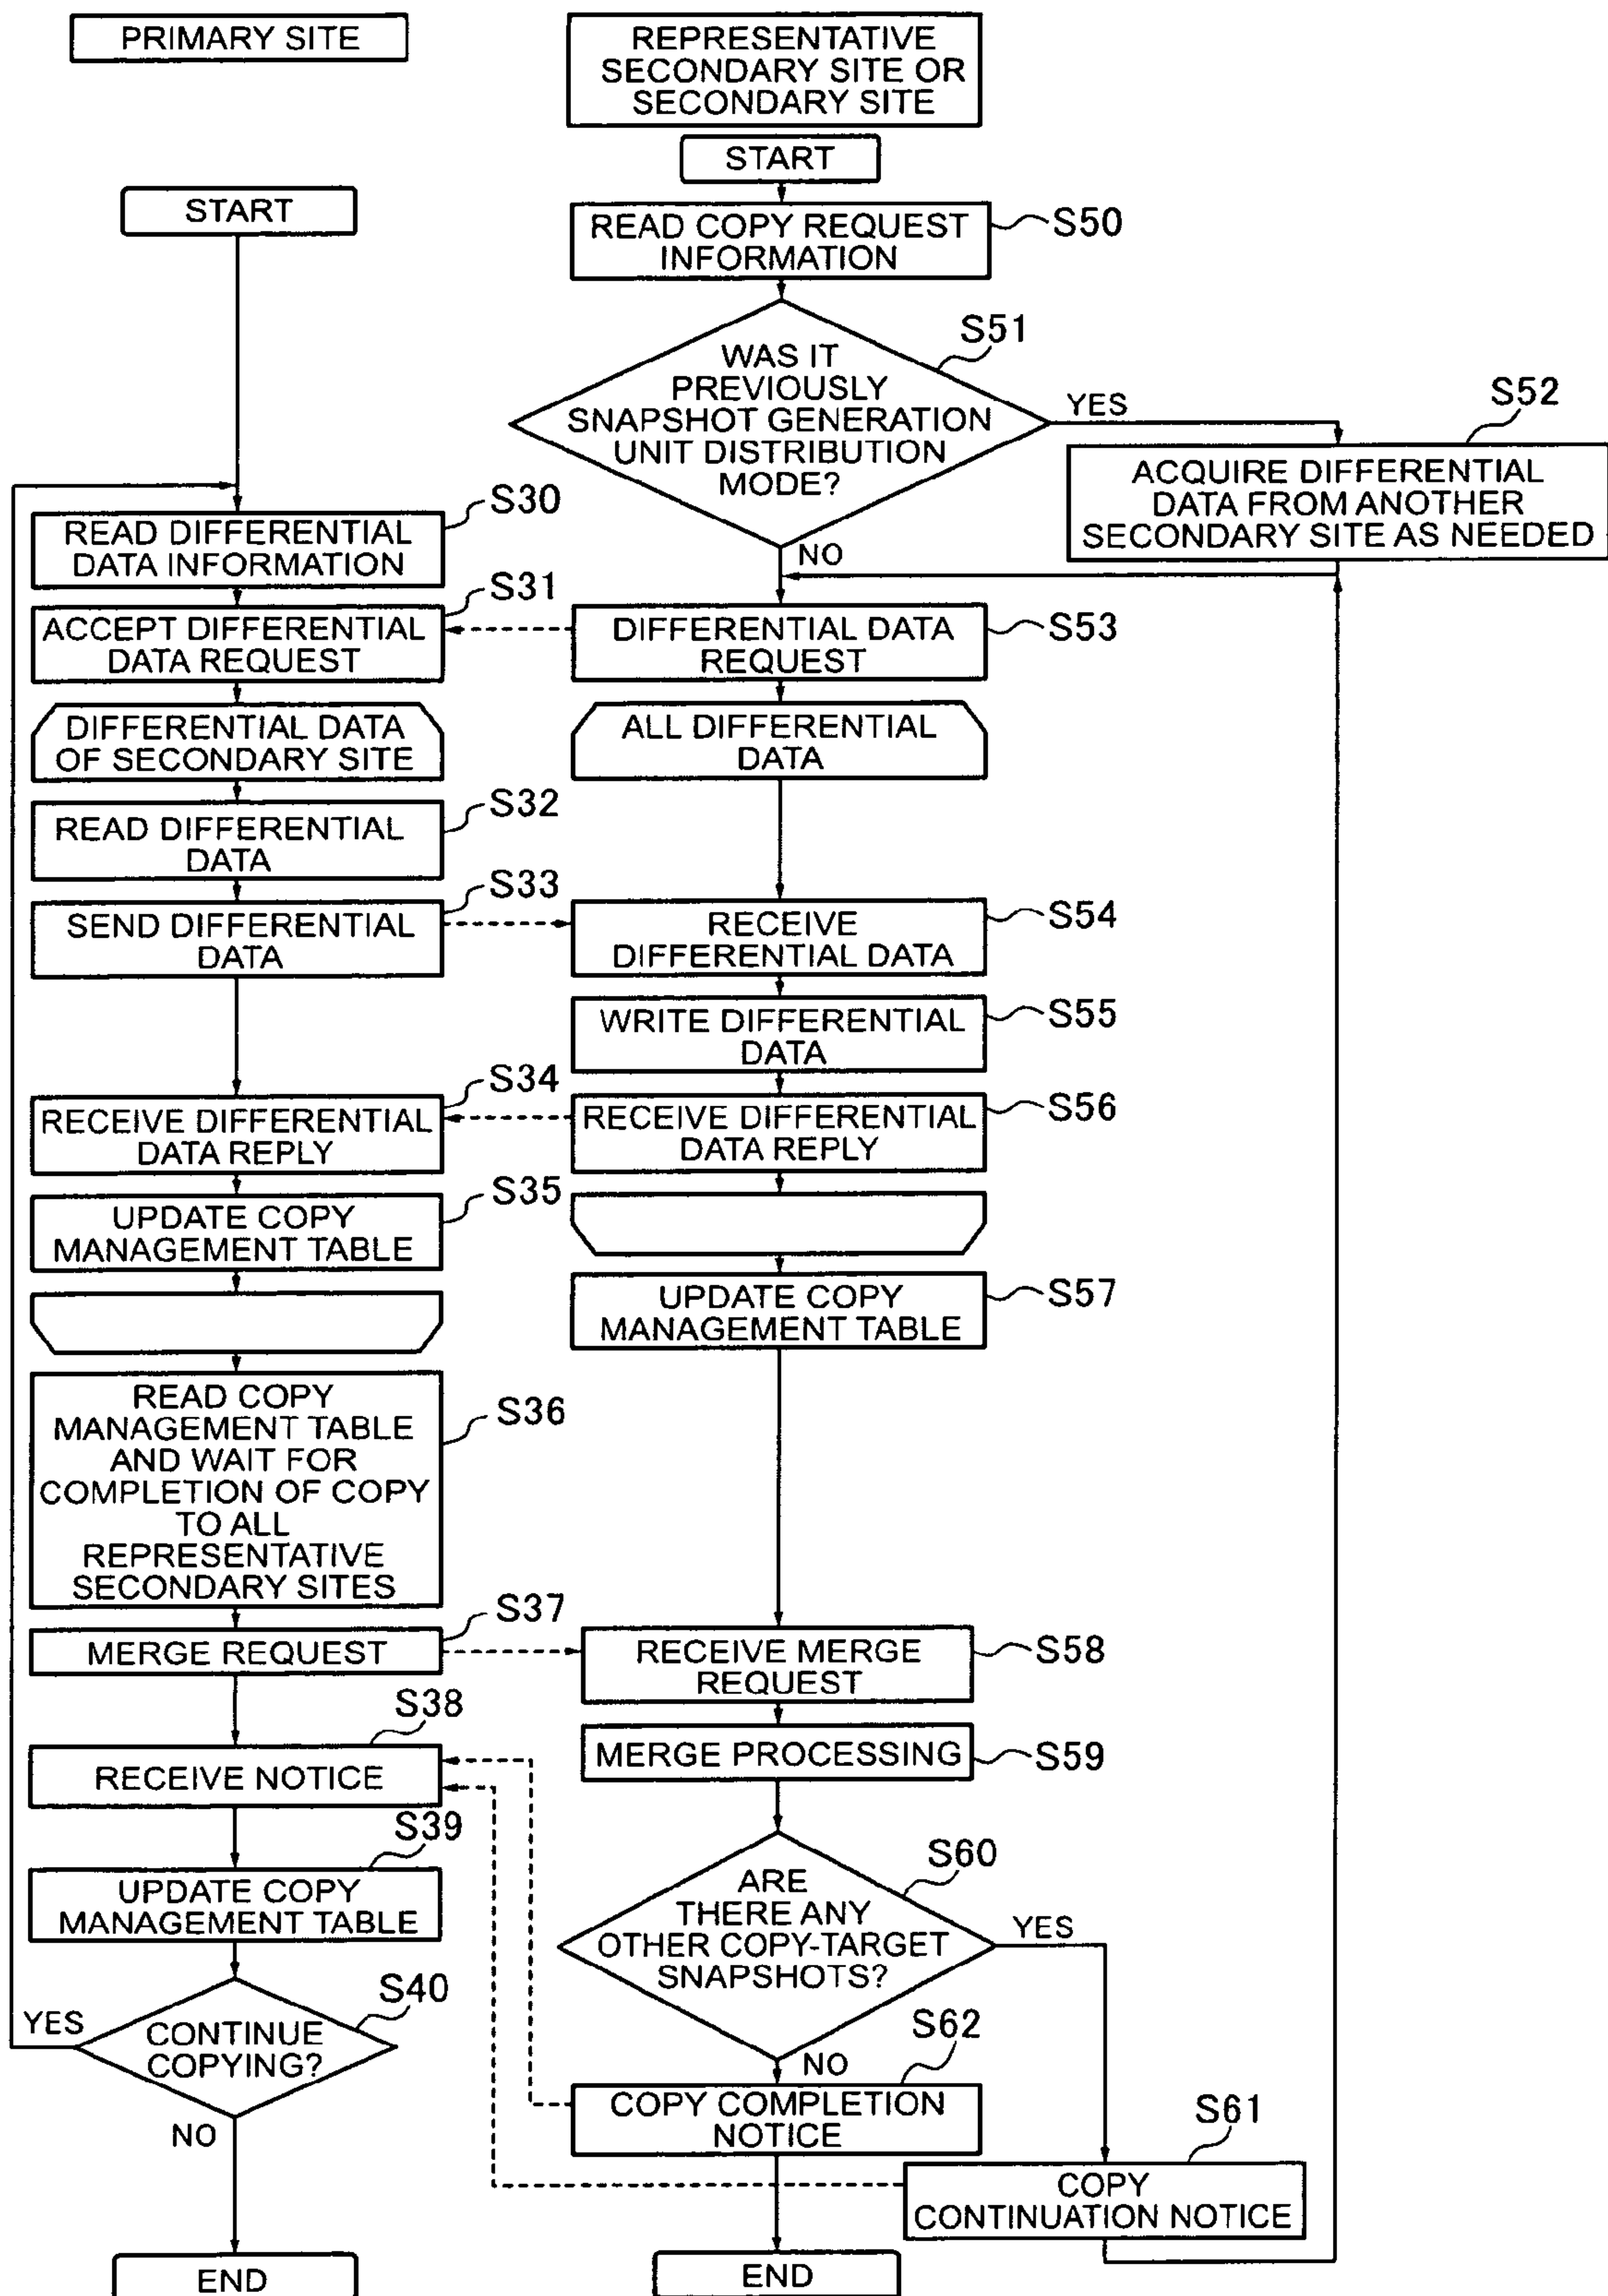 PRIMARY SITE
REPRESENTATIVE
SECONDARY SITE OR
SECONDARY SITE
START
START
READ COPY REQUEST
INFORMATION
S50
WAS IT
PREVIOUSLY
SNAPSHOT GENERATION
UNIT DISTRIBUTION
MODE?
S51
YES
NO
S52
ACQUIRE DIFFERENTIAL
DATA FROM ANOTHER
SECONDARY SITE AS NEEDED
S30
READ DIFFERENTIAL
DATA INFORMATION
S31
ACCEPT DIFFERENTIAL
DATA REQUEST
DIFFERENTIAL DATA
REQUEST
S53
DIFFERENTIAL DATA
OF SECONDARY SITE
ALL DIFFERENTIAL
DATA
S32
READ DIFFERENTIAL
DATA
S33
SEND DIFFERENTIAL
DATA
RECEIVE
DIFFERENTIAL DATA
S54
WRITE DIFFERENTIAL
DATA
S55
S34
RECEIVE DIFFERENTIAL
DATA REPLY
RECEIVE DIFFERENTIAL
DATA REPLY
S56
S35
UPDATE COPY
MANAGEMENT TABLE
UPDATE COPY
MANAGEMENT TABLE
S57
READ COPY
MANAGEMENT TABLE
AND WAIT FOR
COMPLETION OF COPY
TO ALL
REPRESENTATIVE
SECONDARY SITES
S36
S37
MERGE REQUEST
RECEIVE MERGE
REQUEST
S58
S38
RECEIVE NOTICE
MERGE PROCESSING
S59
S39
UPDATE COPY
MANAGEMENT TABLE
S60
ARE
THERE ANY
OTHER COPY-TARGET
SNAPSHOTS?
YES
NO
S40
YES
CONTINUE
COPYING?
NO
S62
COPY COMPLETION
NOTICE
S61
COPY
CONTINUATION NOTICE
END
END